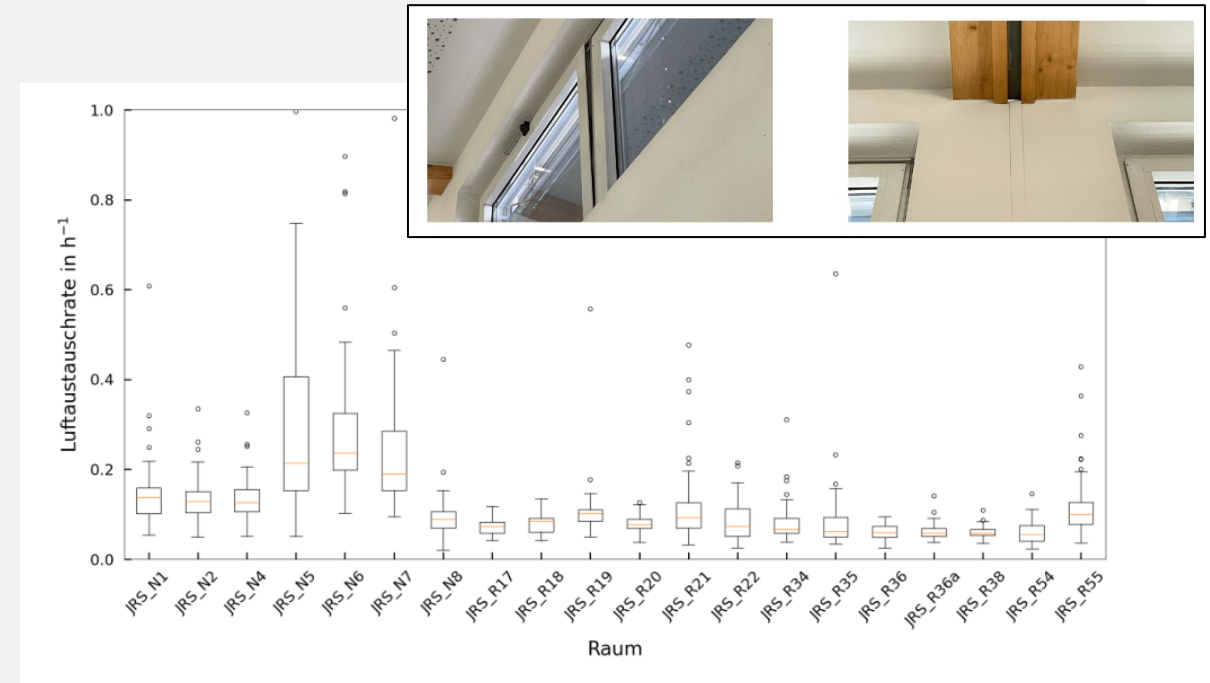 1.0
0.8
0.6
0.4
0.2
0.0
Luftaustauschrate in h⁻¹
JRS_N1 JRS_N2 JRS_N4 JRS_N5 JRS_N6 JRS_N7 JRS_N8 JRS_R17 JRS_R18 JRS_R19 JRS_R20 JRS_R21 JRS_R22 JRS_R34 JRS_R35 JRS_R36 JRS_R36a JRS_R38 JRS_R54 JRS_R55
Raum